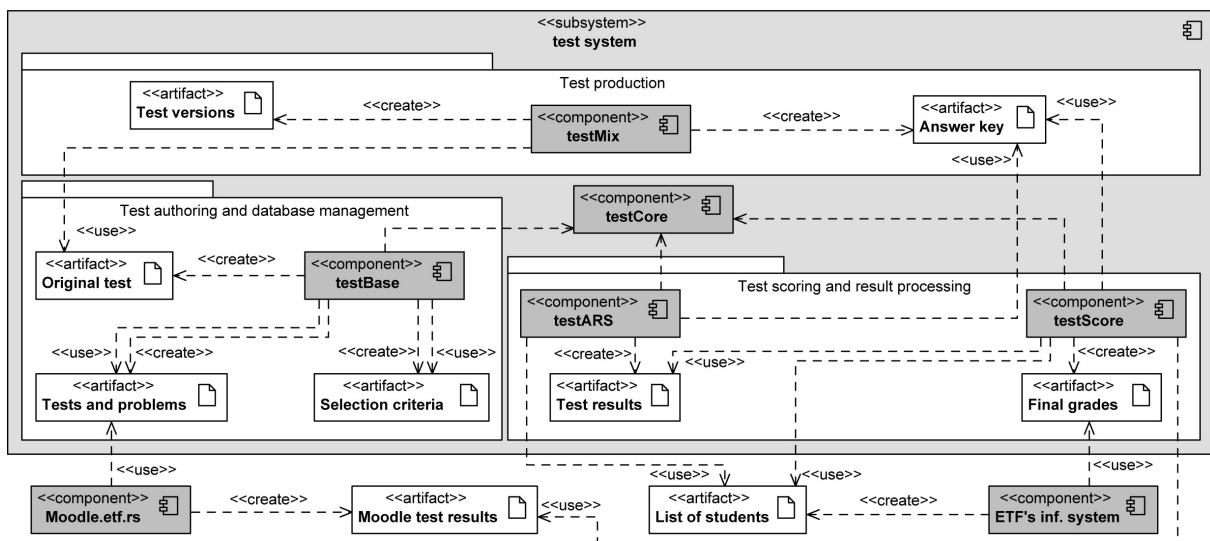 <<subsystem>>
test system
Test production
<<artifact>>
Test versions
<<create>>
<<component>>
testMix
<<create>>
<<artifact>>
Answer key
<<use>>
<<use>>
Test authoring and database management
<<use>>
<<artifact>>
Original test
<<create>>
<<component>>
testBase
<<component>>
testCore
<<use>>
<<create>>
<<create>>
<<use>>
<<artifact>>
Tests and problems
<<artifact>>
Selection criteria
Test scoring and result processing
<<component>>
testARS
<<component>>
testScore
<<create>>
<<use>>
<<create>>
<<artifact>>
Test results
<<artifact>>
Final grades
<<use>>
<<use>>
<<use>>
<<use>>
<<use>>
<<component>>
Moodle.etf.rs
<<create>>
<<artifact>>
Moodle test results
<<artifact>>
List of students
<<create>>
<<component>>
ETF's inf. system